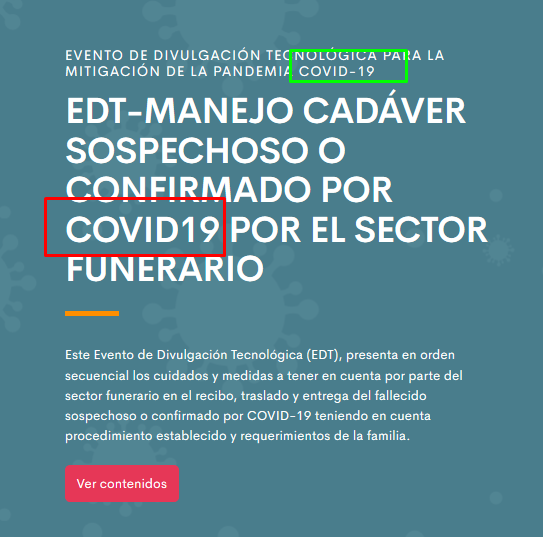 EVENTO DE DIVULGACIÓN TECNOLÓGICA PARA LA
MITIGACIÓN DE LA PANDEMIA COVID-19
EDT-MANEJO CADÁVER
SOSPECHOSO O
CONFIRMADO POR
COVID19 POR EL SECTOR
FUNERARIO
Este Evento de Divulgación Tecnológica (EDT), presenta en orden
secuencial los cuidados y medidas a tener en cuenta por parte del
sector funerario en el recibo, traslado y entrega del fallecido
sospechoso o confirmado por COVID-19 teniendo en cuenta
procedimiento establecido y requerimientos de la familia.
Ver contenidos